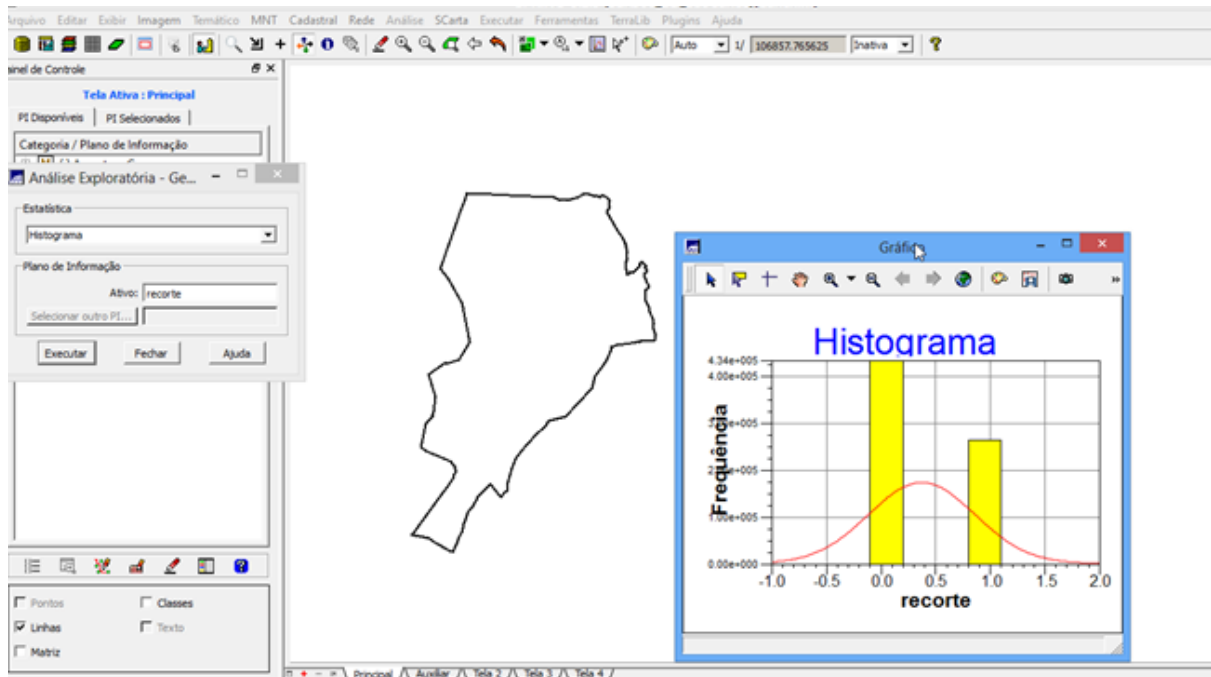 Arquivo Editar Exibir Imagem Temático MNT Cadastral Rede Análise SCarta Executar Ferramentas TerraLib Plugins Ajuda
Auto 1/ 106857.765625 Inativa
ainel de Controle
Tela Ativa : Principal
PI Disponíveis PI Selecionados
Categoria / Plano de Informação
Análise Exploratória - Ge...
Estatística
Histograma
Plano de Informação
Ativo: recorte
Selecionar outro PI...
Executar Fechar Ajuda
Pontos Classes
Linhas Texto
Matriz
Gráfico
Histograma
4.34e+005
4.00e+005
Frequência
1.00e+005
0.00e+000
-1.0 -0.5 0.0 0.5 1.0 1.5 2.0
recorte
Principal Auxiliar Tela 2 Tela 3 Tela 4